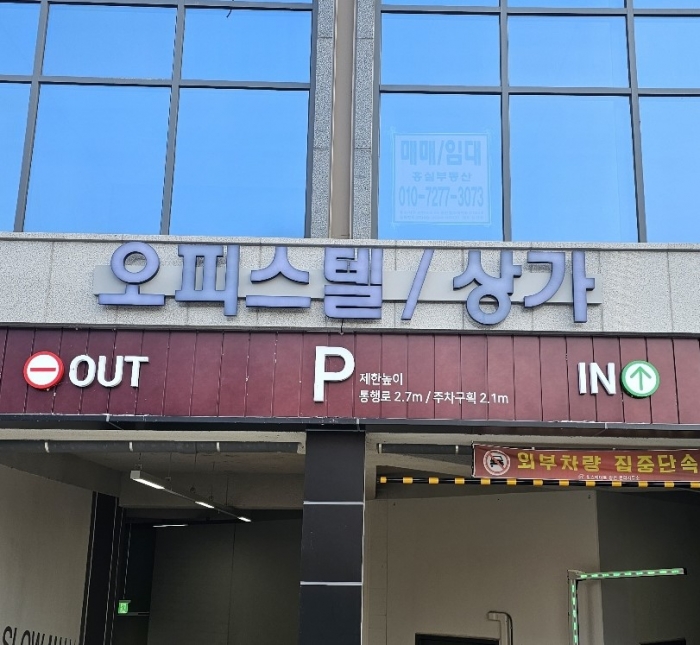 매매/임대
010-7277-3073
오피스텔 / 상가
OUT
P
제한높이
통행로 2.7m / 주차구획 2.1m
IN
외부차량 집중단속
SLOW